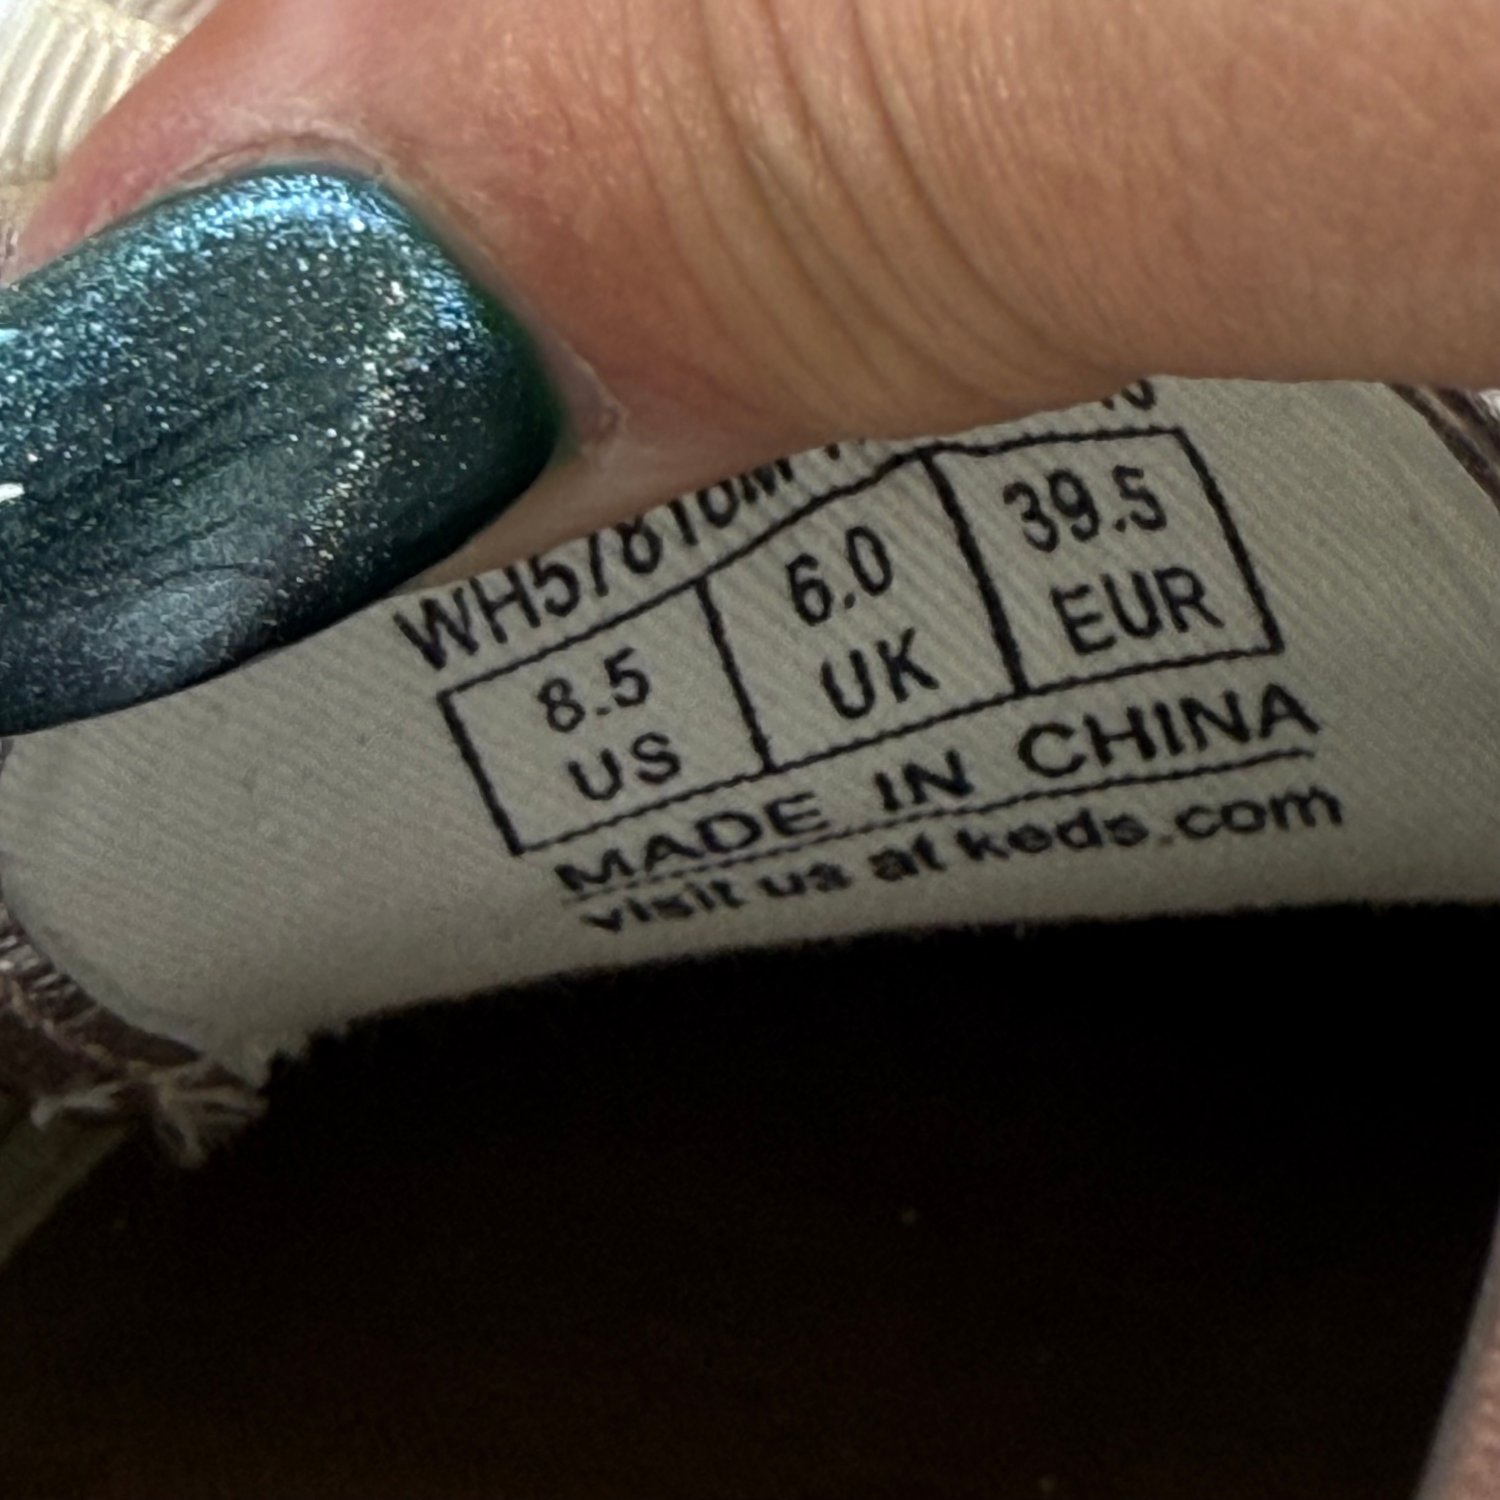 WH57810M
8.5 6.0 39.5
US UK EUR
MADE IN CHINA
visit us at keds.com